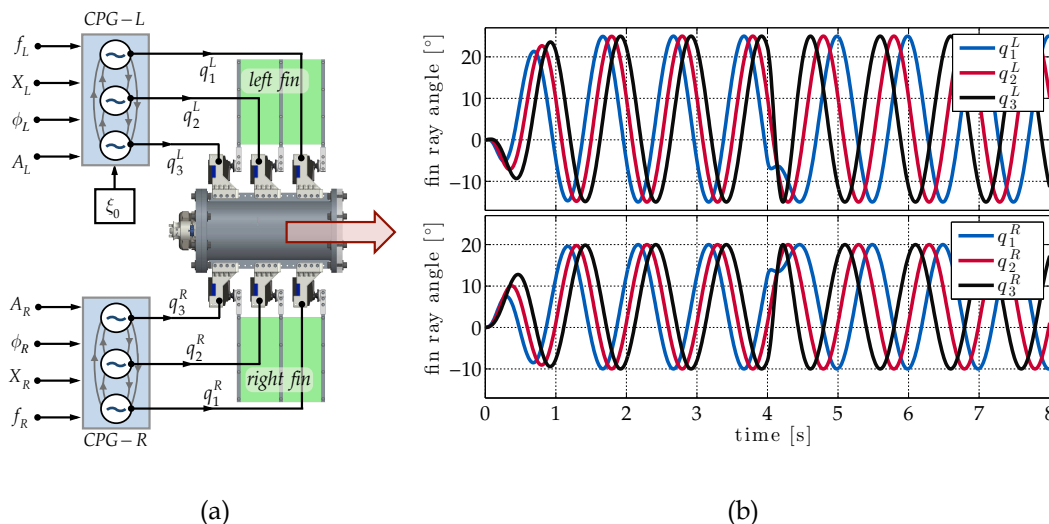 CPG−L
f_L
X_L
ϕ_L
A_L
ξ_0
q_1^L
q_2^L
q_3^L
left fin
A_R
ϕ_R
X_R
f_R
q_3^R
q_2^R
q_1^R
right fin
CPG−R
(a)
fin ray angle [°]
20
10
0
−10
q_1^L
q_2^L
q_3^L
fin ray angle [°]
20
10
0
−10
q_1^R
q_2^R
q_3^R
0 1 2 3 4 5 6 7 8
time [s]
(b)